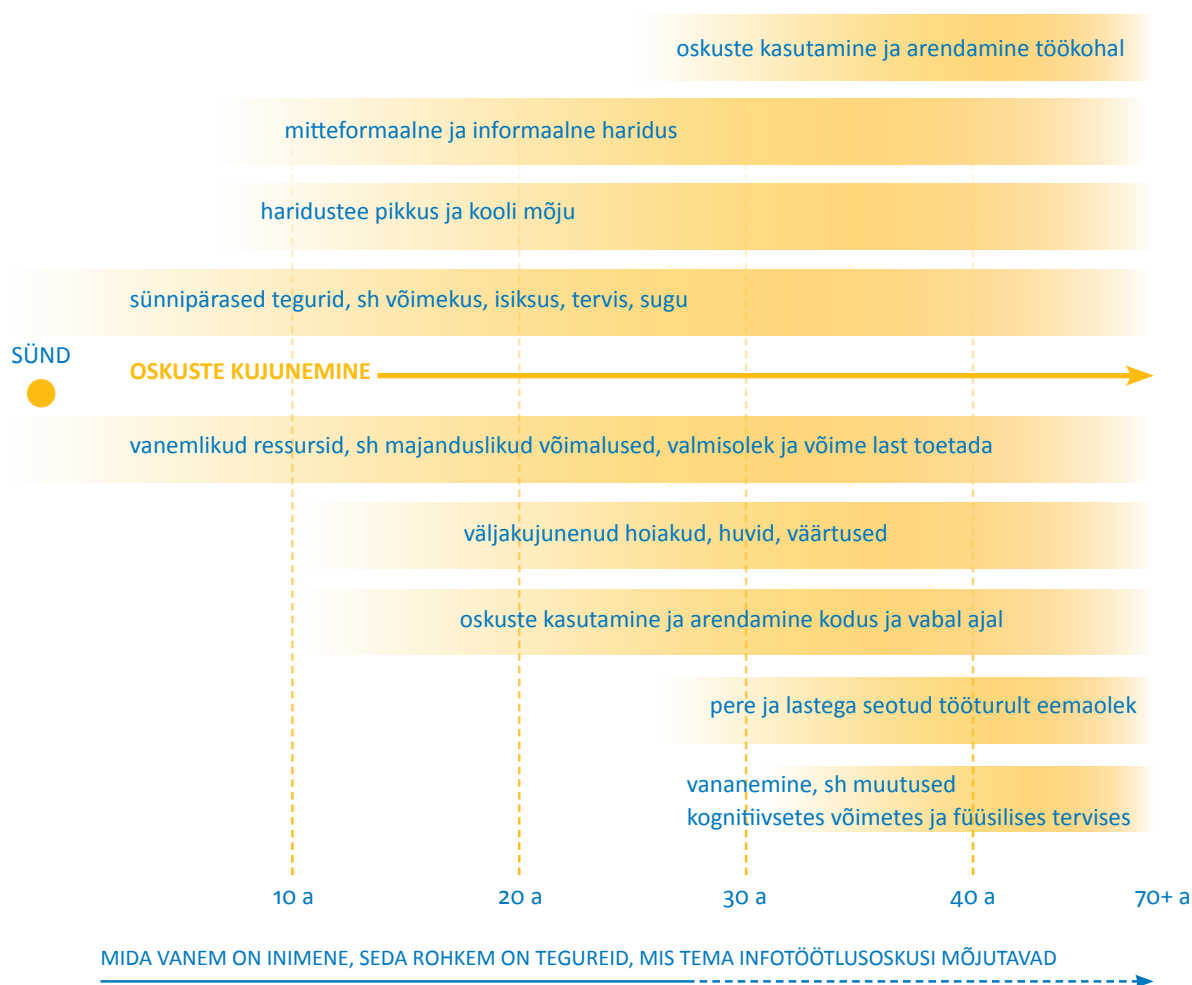 oskuste kasutamine ja arendamine töökohal
mitteformaalne ja informaalne haridus
haridustee pikkus ja kooli mõju
sünnipärased tegurid, sh võimekus, isiksus, tervis, sugu
SÜND
OSKUSTE KUJUNEMINE
vanemlikud ressursid, sh majanduslikud võimalused, valmisolek ja võime last toetada
väljakujunenud hoiakud, huvid, väärtused
oskuste kasutamine ja arendamine kodus ja vabal ajal
pere ja lastega seotud tööturult eemaolek
vananemine, sh muutused
kognitiivsetes võimetes ja füüsilises tervises
10 a 20 a 30 a 40 a 70+ a
MIDA VANEM ON INIMENE, SEDA ROHKEM ON TEGUREID, MIS TEMA INFOTÖÖTLUSOSKUSI MÕJUTAVAD